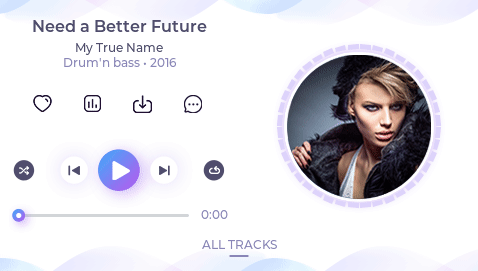 Need a Better Future
My True Name
Drum'n bass • 2016
0:00
ALL TRACKS